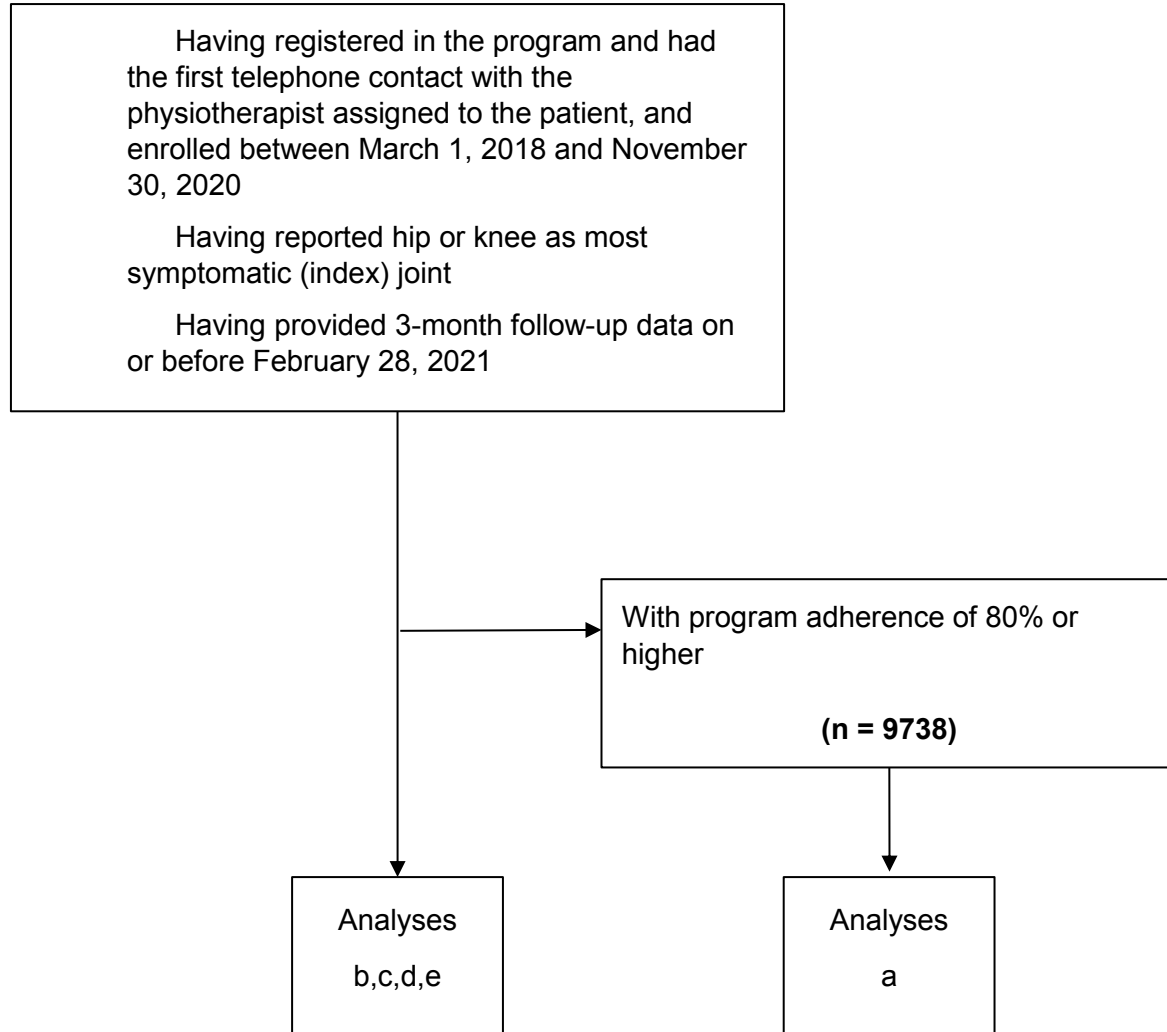 Having registered in the program and had
the first telephone contact with the
physiotherapist assigned to the patient, and
enrolled between March 1, 2018 and November
30, 2020
Having reported hip or knee as most
symptomatic (index) joint
Having provided 3-month follow-up data on
or before February 28, 2021
With program adherence of 80% or
higher
(n = 9738)
Analyses
b,c,d,e
Analyses
a